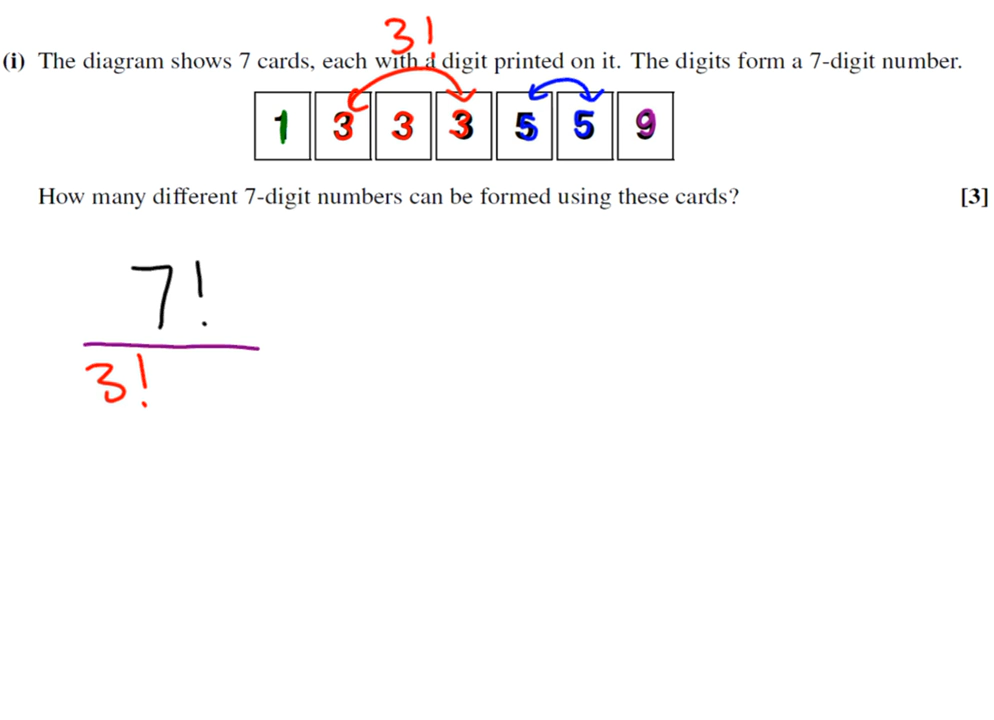 3!
(i) The diagram shows 7 cards, each with a digit printed on it. The digits form a 7-digit number.
1 3 3 3 5 5 9
How many different 7-digit numbers can be formed using these cards? [3]
7!
3!